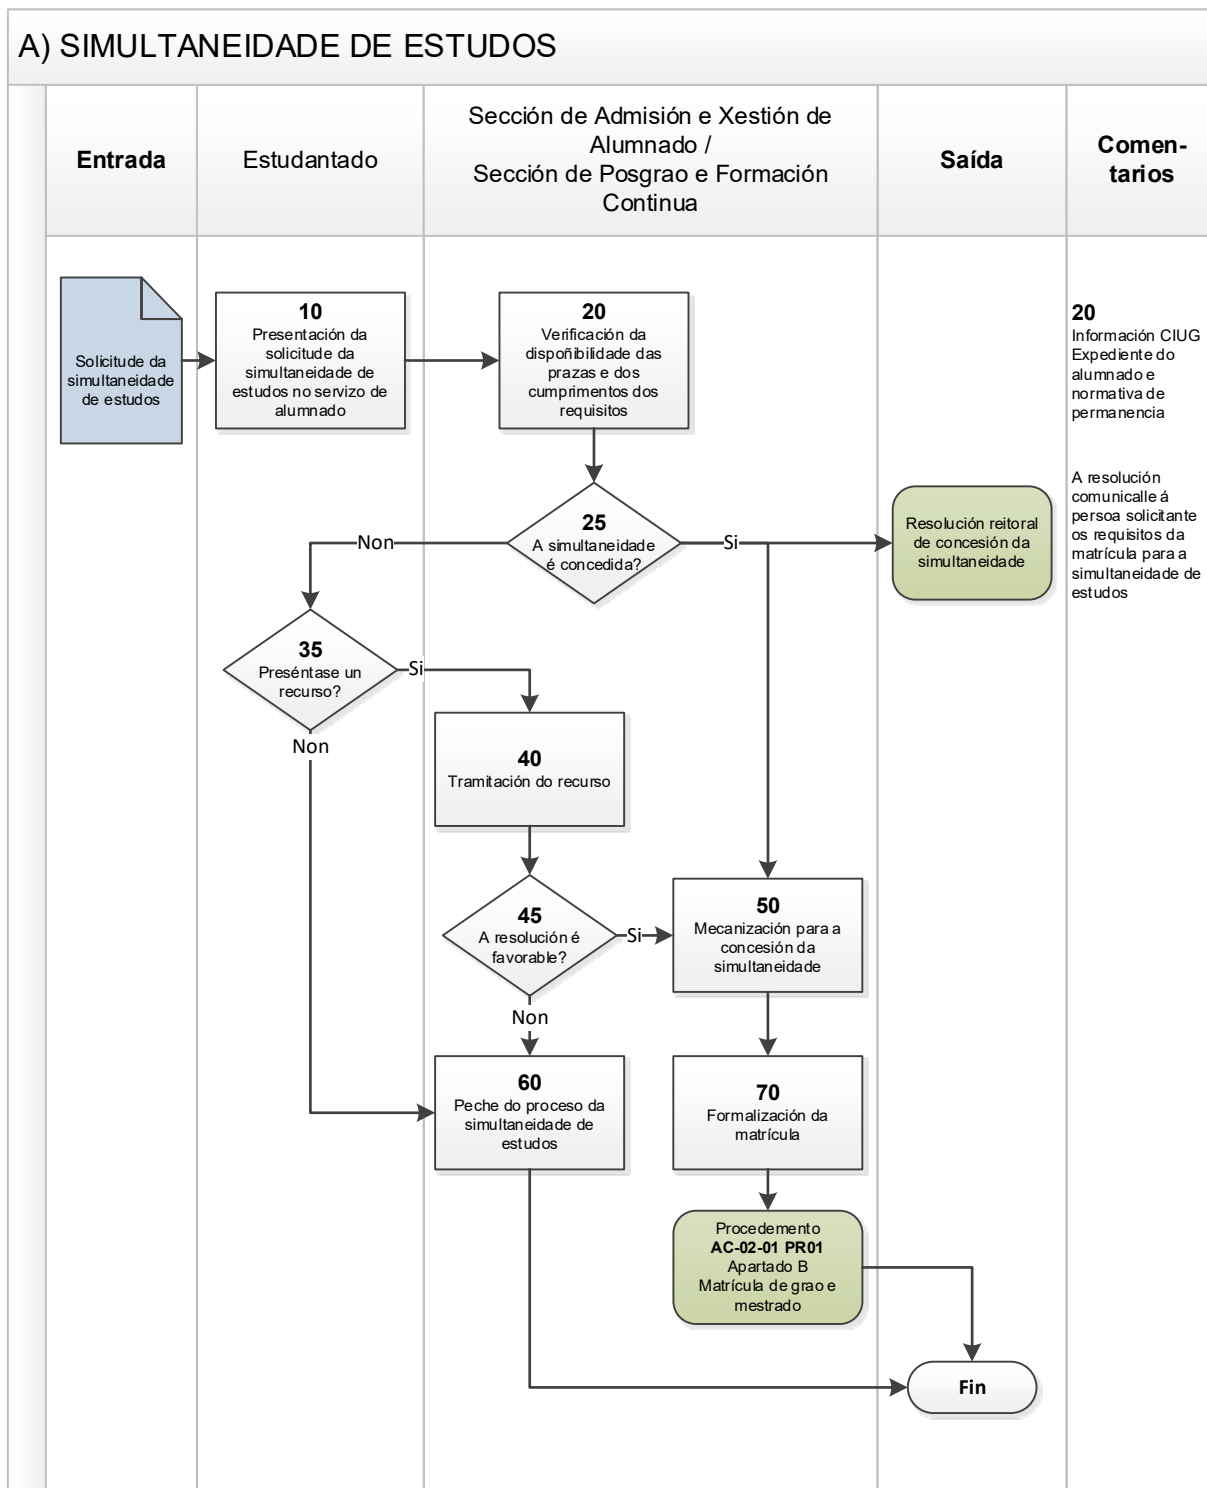 A) SIMULTANEIDADE DE ESTUDOS
Entrada
Estudantado
Sección de Admisión e Xestión de
Alumnado /
Sección de Posgrao e Formación
Continua
Saída
Comen-
tarios
Solicitude da
simultaneidade
de estudos
10
Presentación da
solicitude da
simultaneidade de
estudos no servizo de
alumnado
20
Verificación da
dispoñibilidade das
prazas e dos
cumprimentos dos
requisitos
20
Información CIUG
Expediente do
alumnado e
normativa de
permanencia
A resolución
comunicalle á
persoa solicitante
os requisitos da
matrícula para a
simultaneidade de
estudos
25
A simultaneidade
é concedida?
Non
Si
Resolución reitoral
de concesión da
simultaneidade
35
Preséntase un
recurso?
Si
Non
40
Tramitación do recurso
45
A resolución é
favorable?
Si
Non
50
Mecanización para a
concesión da
simultaneidade
60
Peche do proceso da
simultaneidade de
estudos
70
Formalización da
matrícula
Procedemento
AC-02-01 PR01
Apartado B
Matrícula de grao e
mestrado
Fin